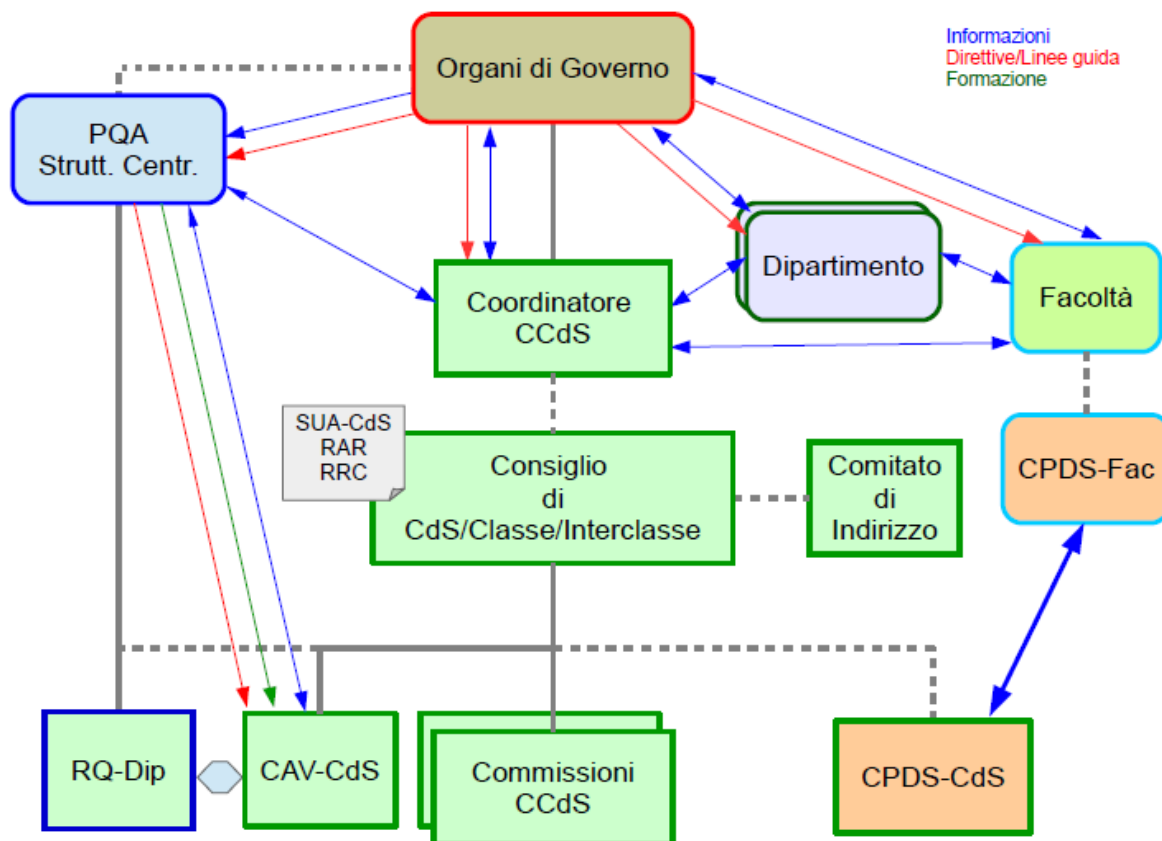 Informazioni
Direttive/Linee guida
Formazione
Organi di Governo
PQA
Strutt. Centr.
Dipartimento
Facoltà
Coordinatore
CCdS
SUA-CdS
RAR
RRC
Consiglio
di
CdS/Classe/Interclasse
Comitato
di
Indirizzo
CPDS-Fac
RQ-Dip
CAV-CdS
Commissioni
CCdS
CPDS-CdS